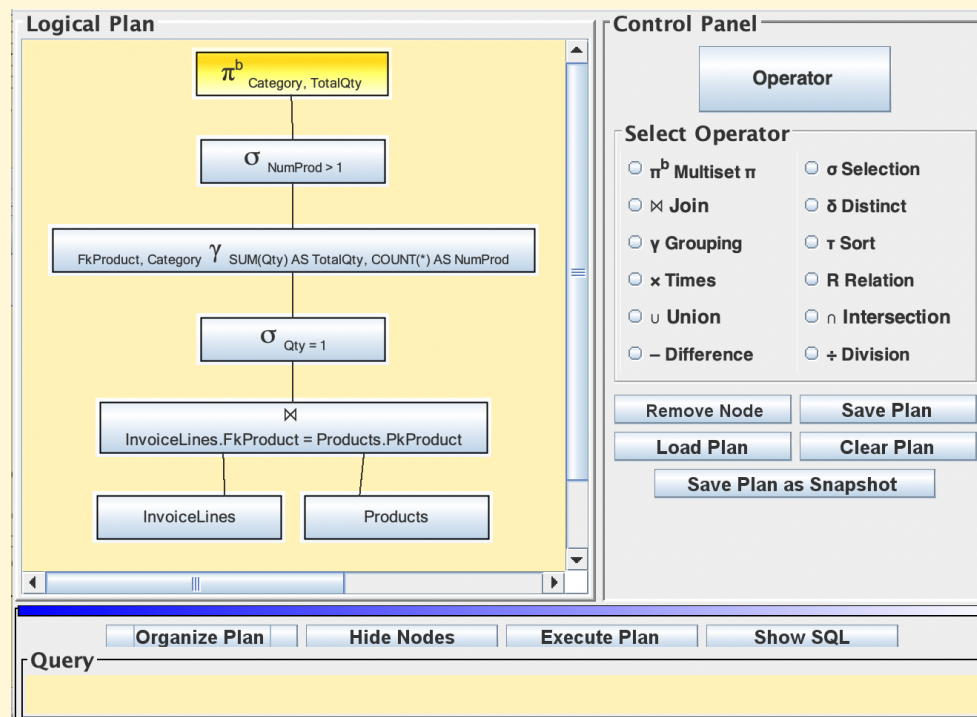 Logical Plan
π^b Category, TotalQty
σ NumProd > 1
FkProduct, Category γ SUM(Qty) AS TotalQty, COUNT(*) AS NumProd
σ Qty = 1
⋈
InvoiceLines.FkProduct = Products.PkProduct
InvoiceLines
Products
Control Panel
Operator
Select Operator
π^b Multiset π
σ Selection
⋈ Join
δ Distinct
γ Grouping
τ Sort
× Times
R Relation
∪ Union
∩ Intersection
− Difference
÷ Division
Remove Node
Save Plan
Load Plan
Clear Plan
Save Plan as Snapshot
Organize Plan
Hide Nodes
Execute Plan
Show SQL
Query